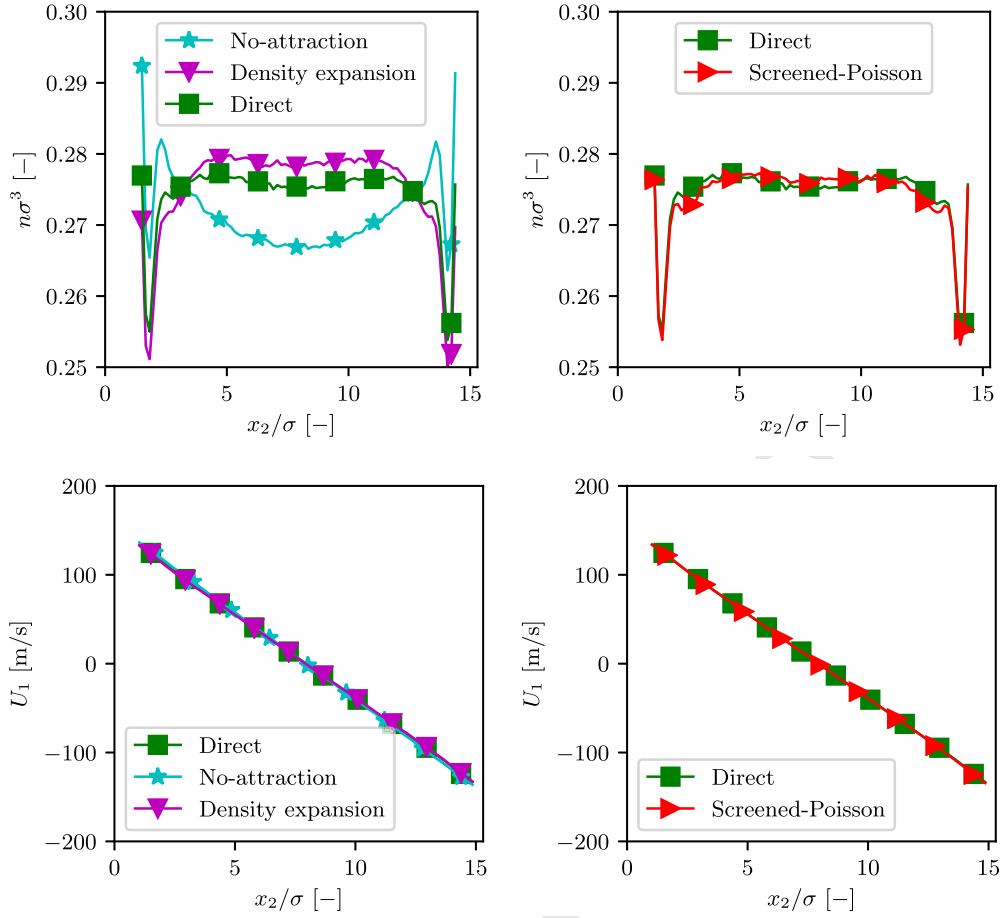 0.30
0.29
0.28
0.27
0.26
0.25
nσ³ [−]
No-attraction
Density expansion
Direct
0 5 10 15
x₂/σ [−]
0.30
0.29
0.28
0.27
0.26
0.25
nσ³ [−]
Direct
Screened-Poisson
0 5 10 15
x₂/σ [−]
200
100
0
−100
−200
U₁ [m/s]
Direct
No-attraction
Density expansion
0 5 10 15
x₂/σ [−]
200
100
0
−100
−200
U₁ [m/s]
Direct
Screened-Poisson
0 5 10 15
x₂/σ [−]